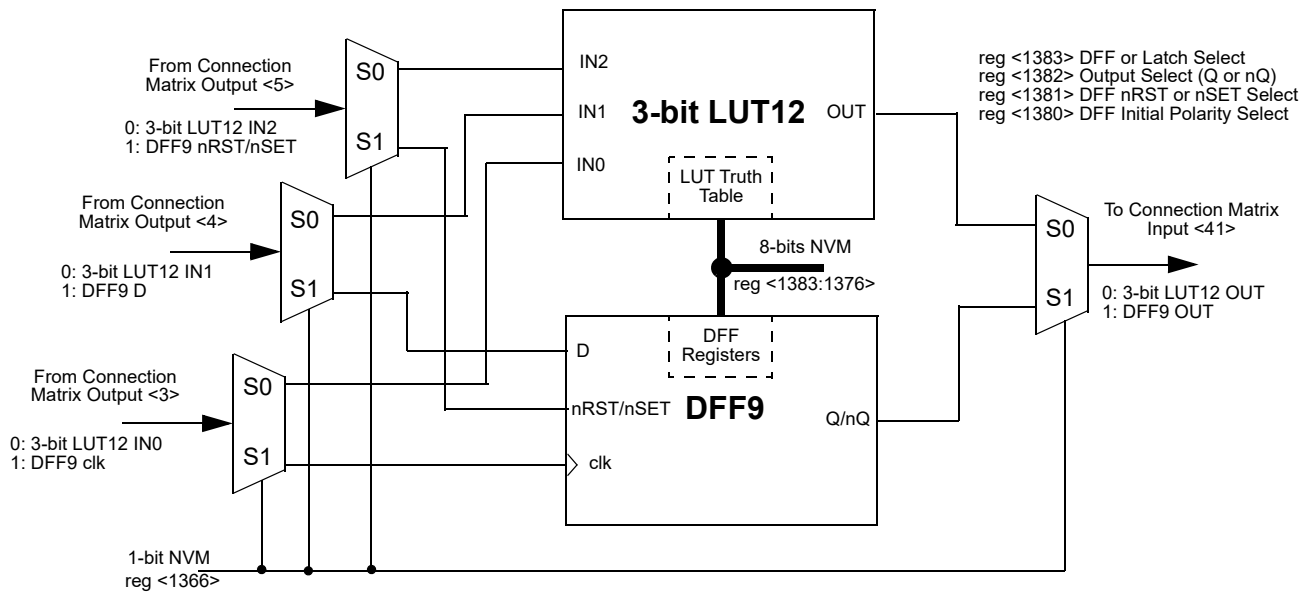 From Connection
Matrix Output <5>
0: 3-bit LUT12 IN2
1: DFF9 nRST/nSET
S0
S1
From Connection
Matrix Output <4>
0: 3-bit LUT12 IN1
1: DFF9 D
S0
S1
From Connection
Matrix Output <3>
0: 3-bit LUT12 IN0
1: DFF9 clk
S0
S1
1-bit NVM
reg <1366>
IN2
IN1
IN0
3-bit LUT12
OUT
LUT Truth
Table
8-bits NVM
reg <1383:1376>
DFF
Registers
D
nRST/nSET
DFF9
Q/nQ
clk
reg <1383> DFF or Latch Select
reg <1382> Output Select (Q or nQ)
reg <1381> DFF nRST or nSET Select
reg <1380> DFF Initial Polarity Select
S0
S1
To Connection Matrix
Input <41>
0: 3-bit LUT12 OUT
1: DFF9 OUT